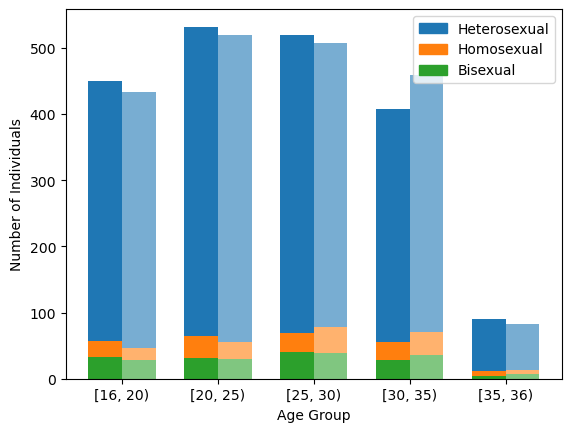 Heterosexual
Homosexual
Bisexual
500
400
300
200
100
0
Number of Individuals
[16, 20)
[20, 25)
[25, 30)
[30, 35)
[35, 36)
Age Group